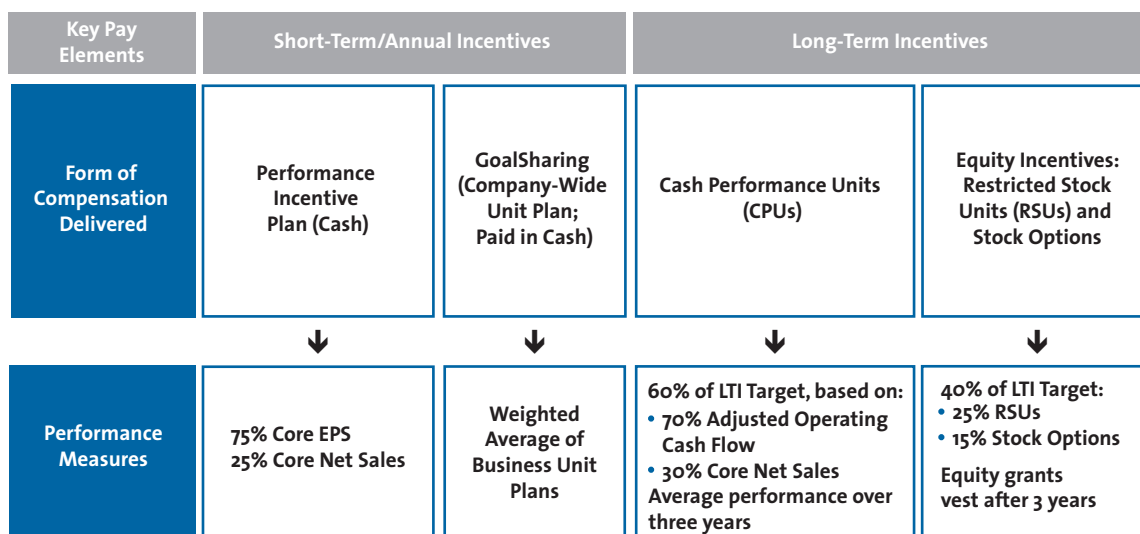 Key Pay
Elements
Short-Term/Annual Incentives
Long-Term Incentives
Form of
Compensation
Delivered
Performance
Incentive
Plan (Cash)
GoalSharing
(Company-Wide
Unit Plan;
Paid in Cash)
Cash Performance Units
(CPUs)
Equity Incentives:
Restricted Stock
Units (RSUs) and
Stock Options
Performance
Measures
75% Core EPS
25% Core Net Sales
Weighted
Average of
Business Unit
Plans
60% of LTI Target, based on:
• 70% Adjusted Operating
Cash Flow
• 30% Core Net Sales
Average performance over
three years
40% of LTI Target:
• 25% RSUs
• 15% Stock Options
Equity grants
vest after 3 years